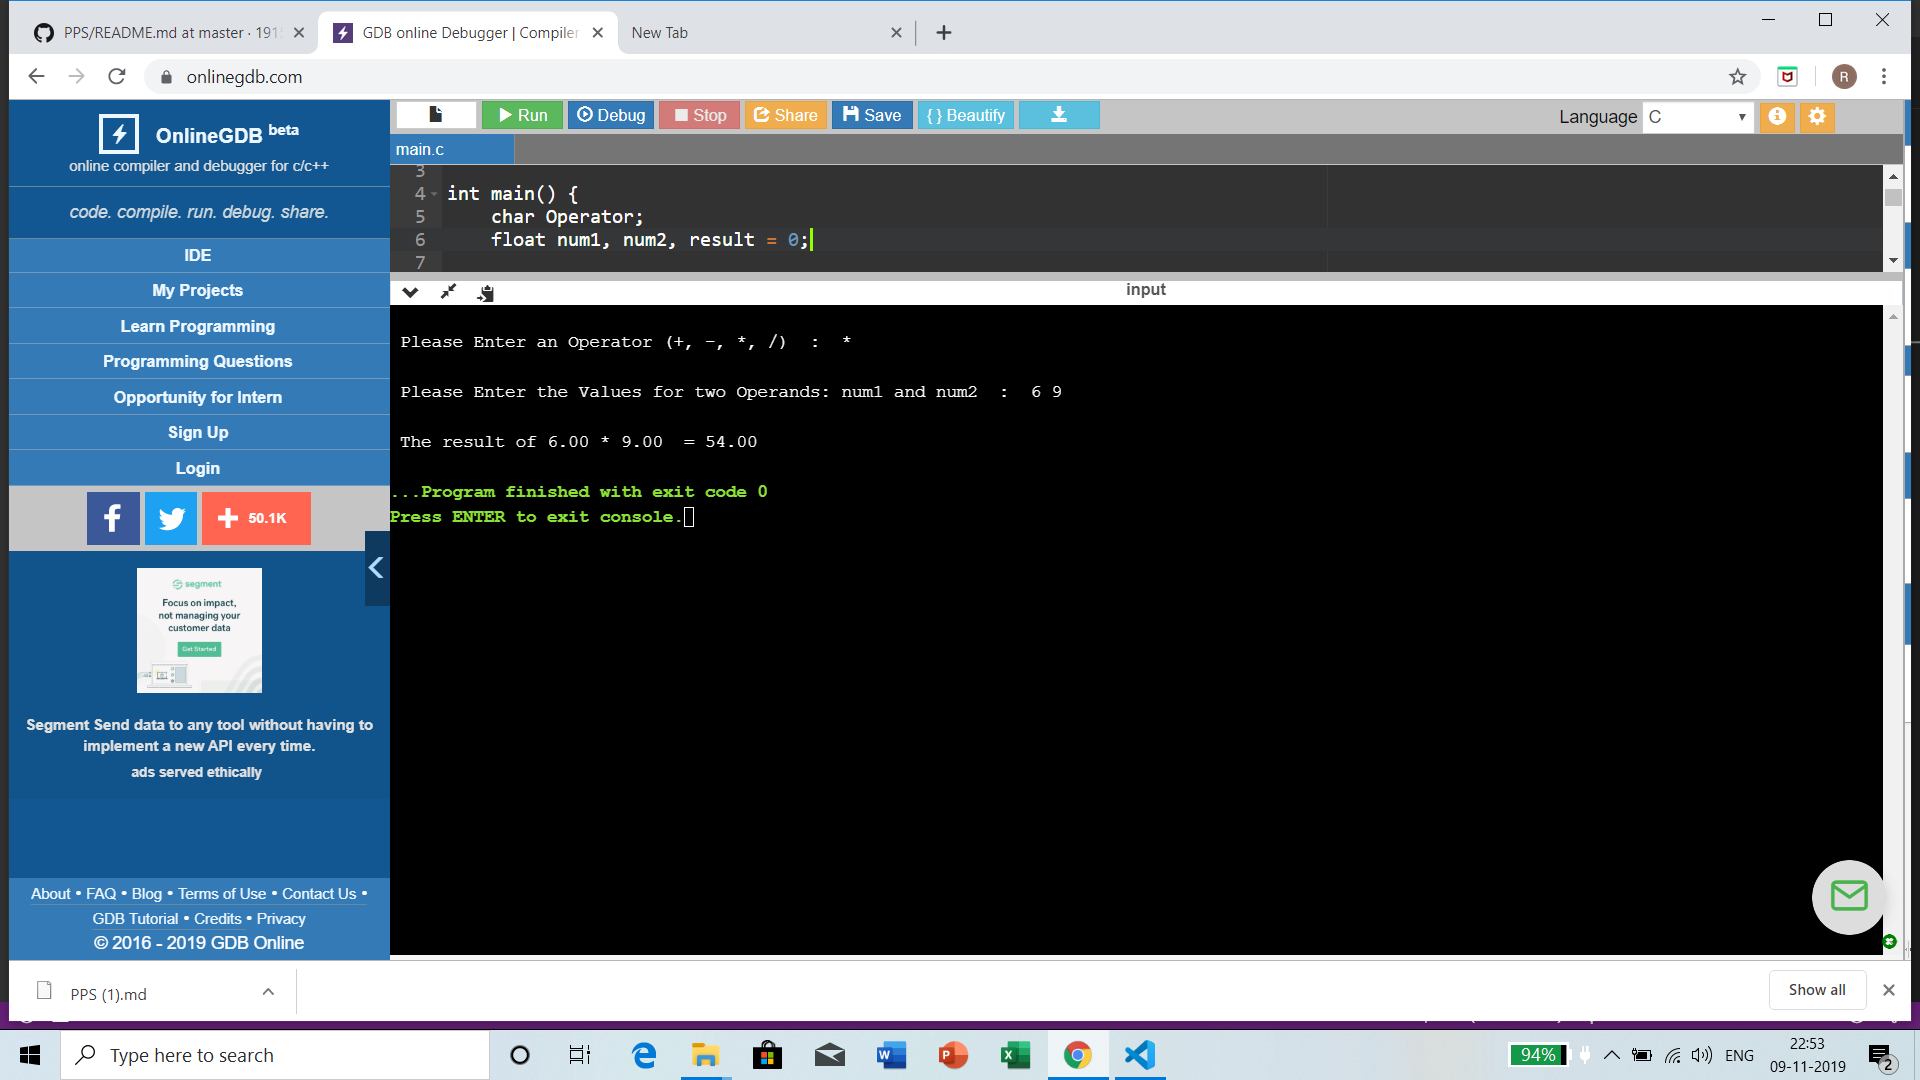 PPS/README.md at master · 191
GDB online Debugger | Compiler
New Tab
onlinegdb.com
R
OnlineGDB beta
online compiler and debugger for c/c++
code. compile. run. debug. share.
IDE
My Projects
Learn Programming
Programming Questions
Opportunity for Intern
Sign Up
Login
50.1K
segment
Focus on impact,
not managing your
customer data
Get Started
Segment Send data to any tool without having to
implement a new API every time.
ads served ethically
About • FAQ • Blog • Terms of Use • Contact Us •
GDB Tutorial • Credits • Privacy
© 2016 - 2019 GDB Online
Run Debug Stop Share Save { } Beautify
Language C
main.c
3
4 int main() {
5 char Operator;
6 float num1, num2, result = 0;
7
input
Please Enter an Operator (+, -, *, /)  :  *
Please Enter the Values for two Operands: num1 and num2  :  6 9
The result of 6.00 * 9.00  = 54.00
...Program finished with exit code 0
Press ENTER to exit console.
PPS (1).md
Show all
Type here to search
94%
ENG
22:53
09-11-2019
2